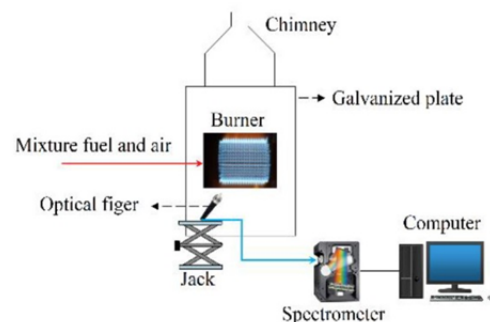 Chimney
Galvanized plate
Burner
Mixture fuel and air
Optical figer
Computer
Jack
Spectrometer